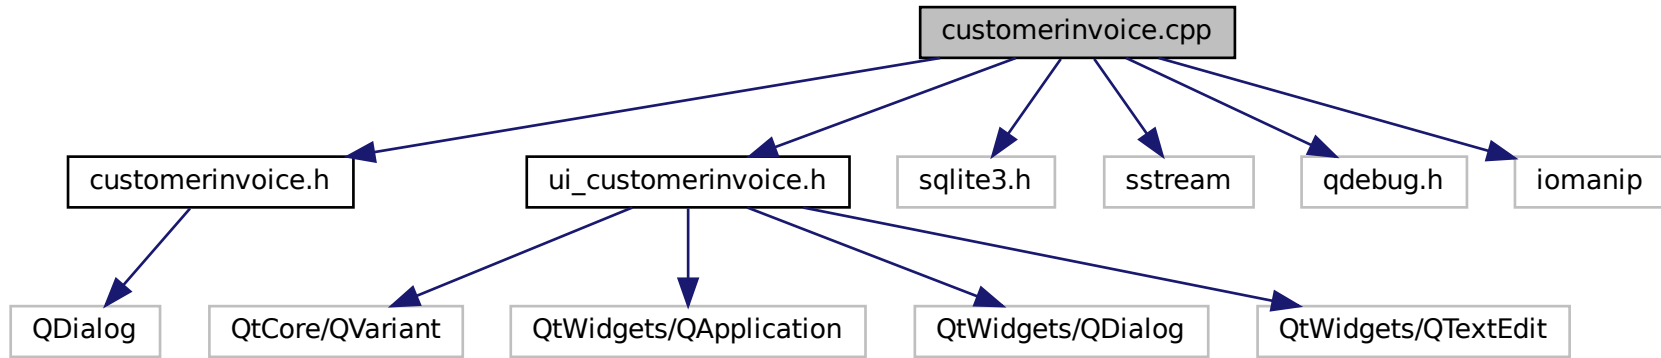 customerinvoice.cpp
customerinvoice.h
ui_customerinvoice.h
sqlite3.h
sstream
qdebug.h
iomanip
QDialog
QtCore/QVariant
QtWidgets/QApplication
QtWidgets/QDialog
QtWidgets/QTextEdit